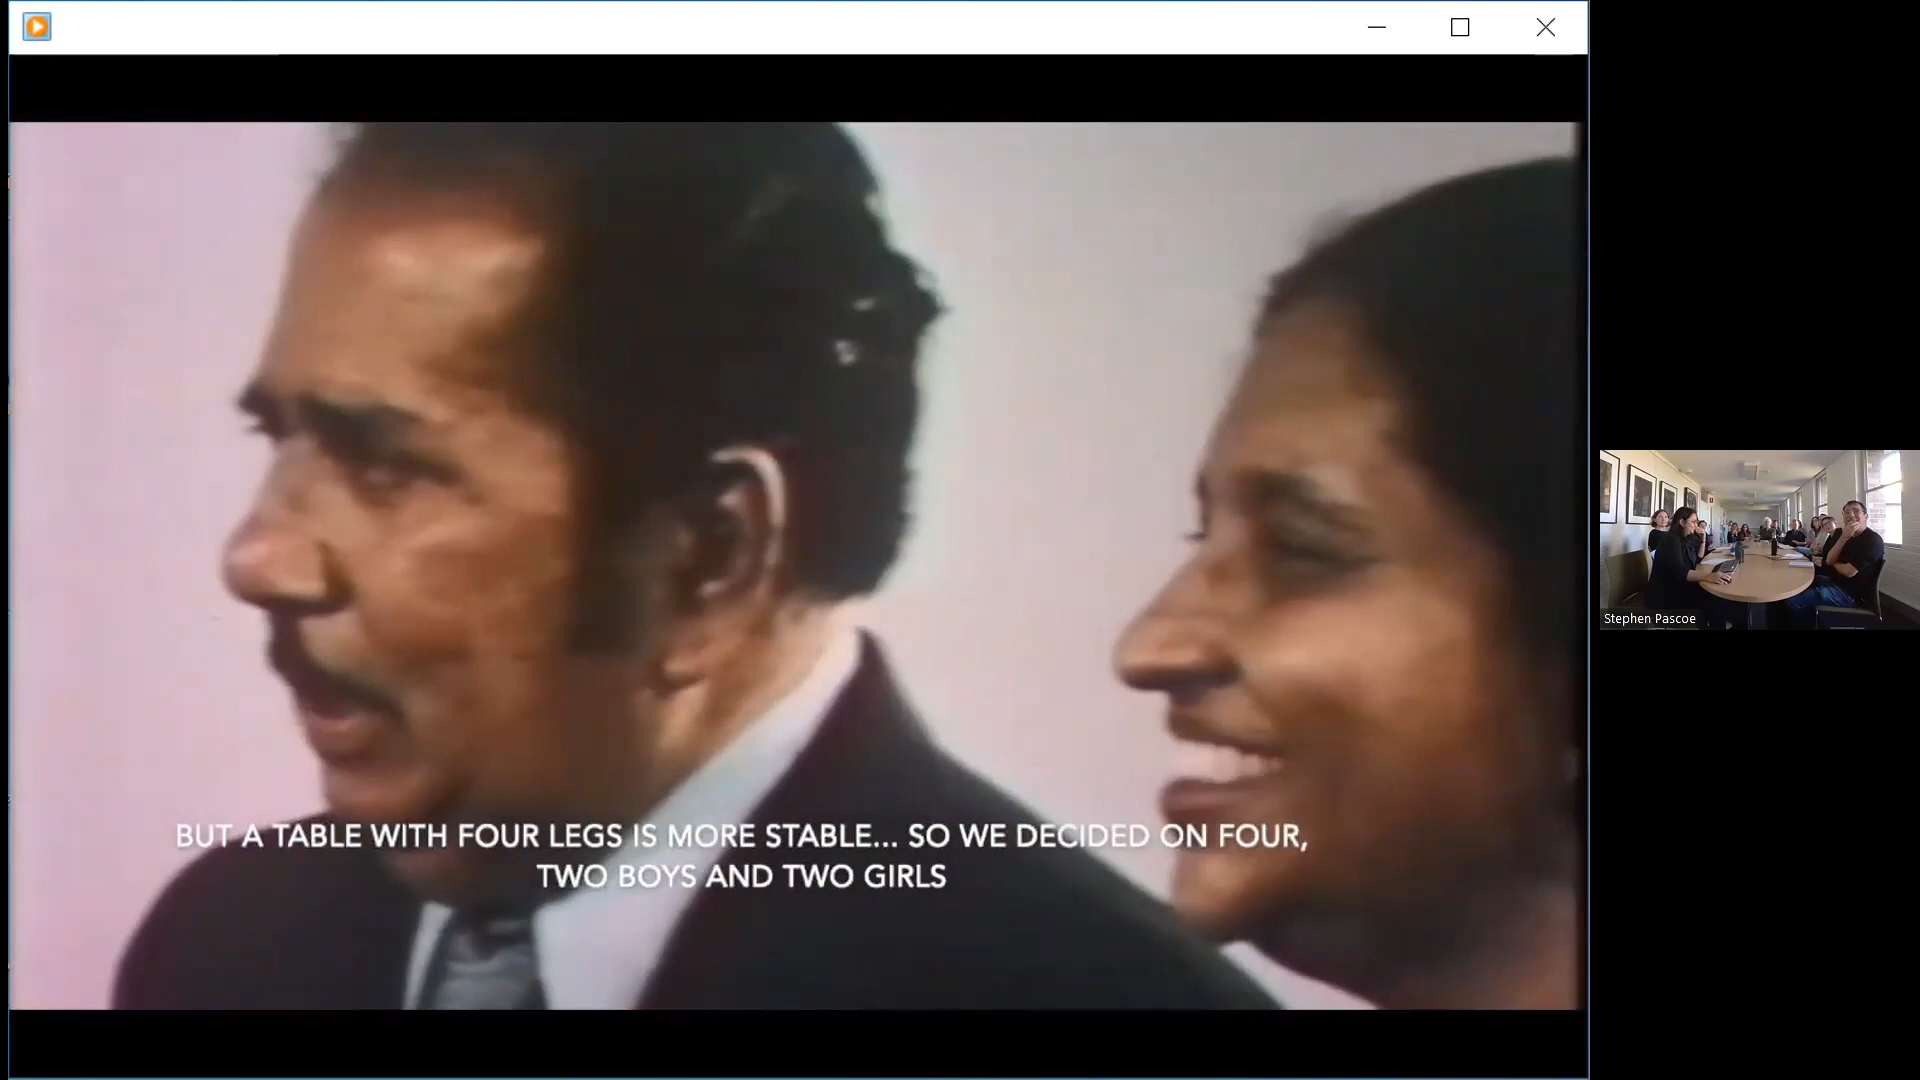 BUT A TABLE WITH FOUR LEGS IS MORE STABLE... SO WE DECIDED ON FOUR,
TWO BOYS AND TWO GIRLS
Stephen Pascoe